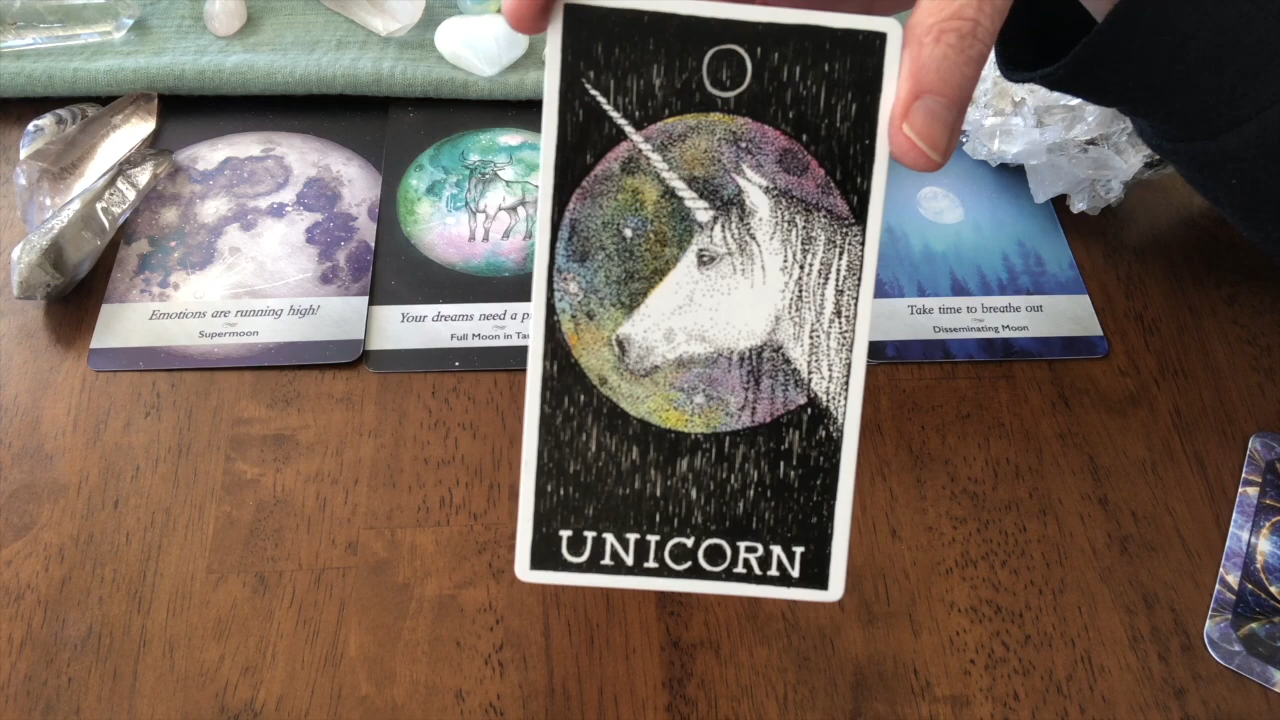 Emotions are running high!
Supermoon
Your dreams need a
Full Moon in
UNICORN
Take time to breathe out
Disseminating Moon